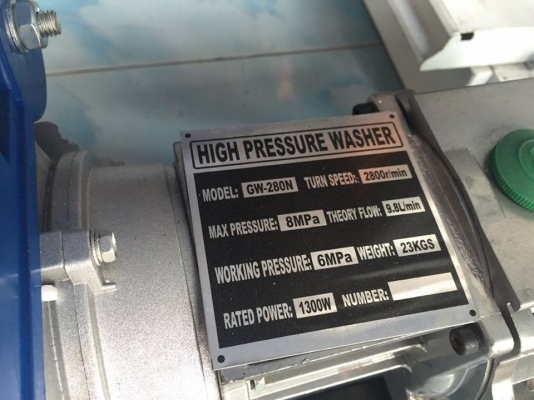 HIGH PRESSURE WASHER
MODEL: GW-280N TURN SPEED: 2800r/min
MAX PRESSURE: 8MPa THEORY FLOW: 9.8L/min
WORKING PRESSURE: 6MPa WEIGHT: 23KGS
RATED POWER: 1300W NUMBER: